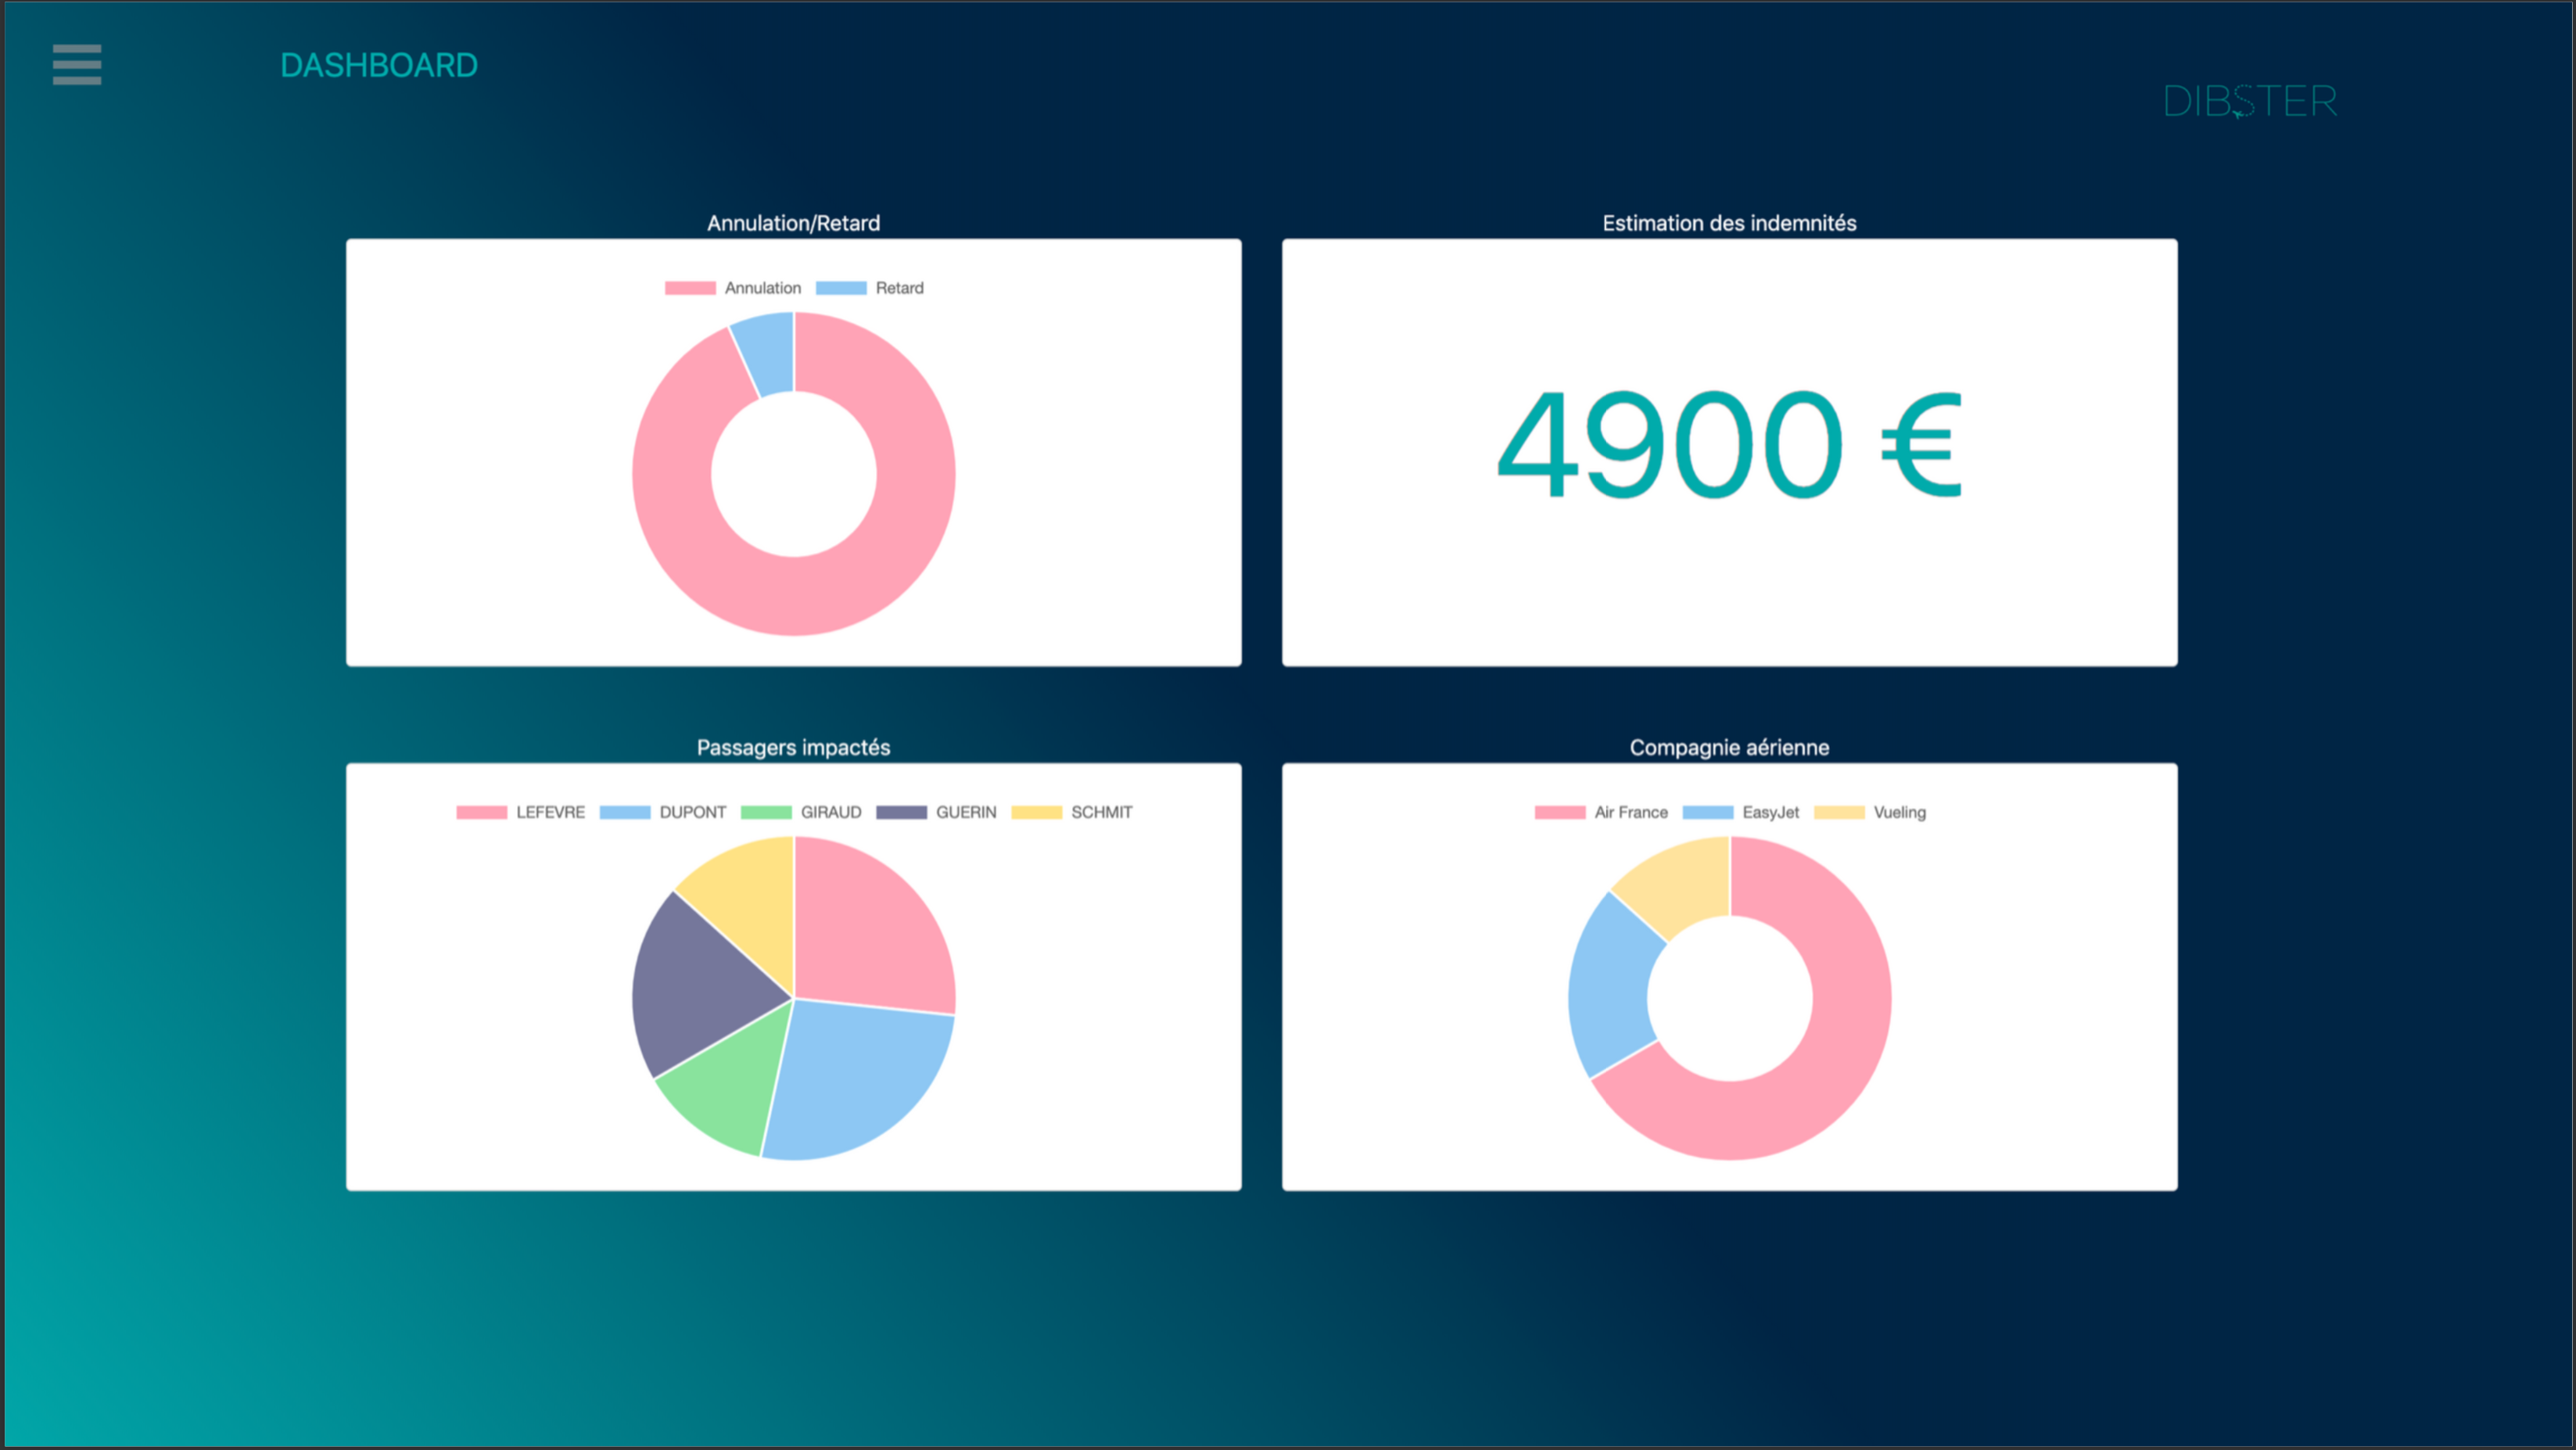 DASHBOARD
DIBSTER
Annulation/Retard
Annulation Retard
Estimation des indemnités
4900 €
Passagers impactés
LEFEVRE DUPONT GIRAUD GUERIN SCHMIT
Compagnie aérienne
Air France EasyJet Vueling